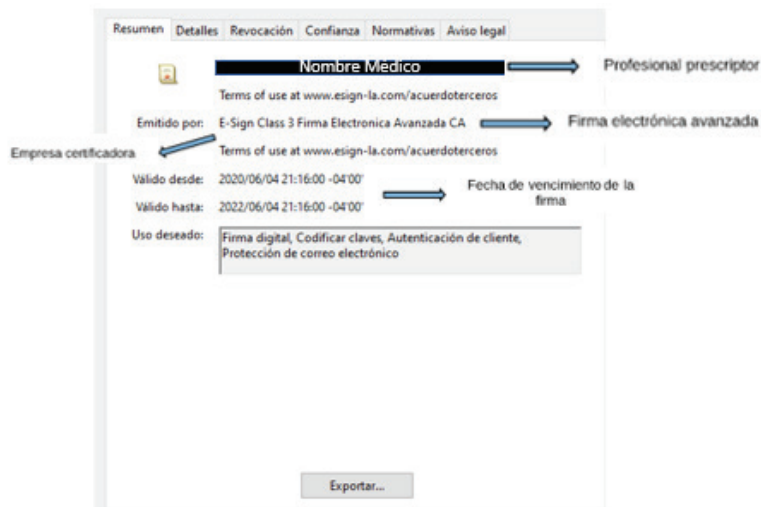 Resumen Detalles Revocación Confianza Normativas Aviso legal
Nombre Médico
Profesional prescriptor
Terms of use at www.esign-la.com/acuerdoterceros
Emitido por: E-Sign Class 3 Firma Electronica Avanzada CA
Firma electrónica avanzada
Empresa certificadora
Terms of use at www.esign-la.com/acuerdoterceros
Válido desde: 2020/06/04 21:16:00 -04'00'
Fecha de vencimiento de la
firma
Válido hasta: 2022/06/04 21:16:00 -04'00'
Uso deseado: Firma digital, Codificar claves, Autenticación de cliente,
Protección de correo electrónico
Exportar...